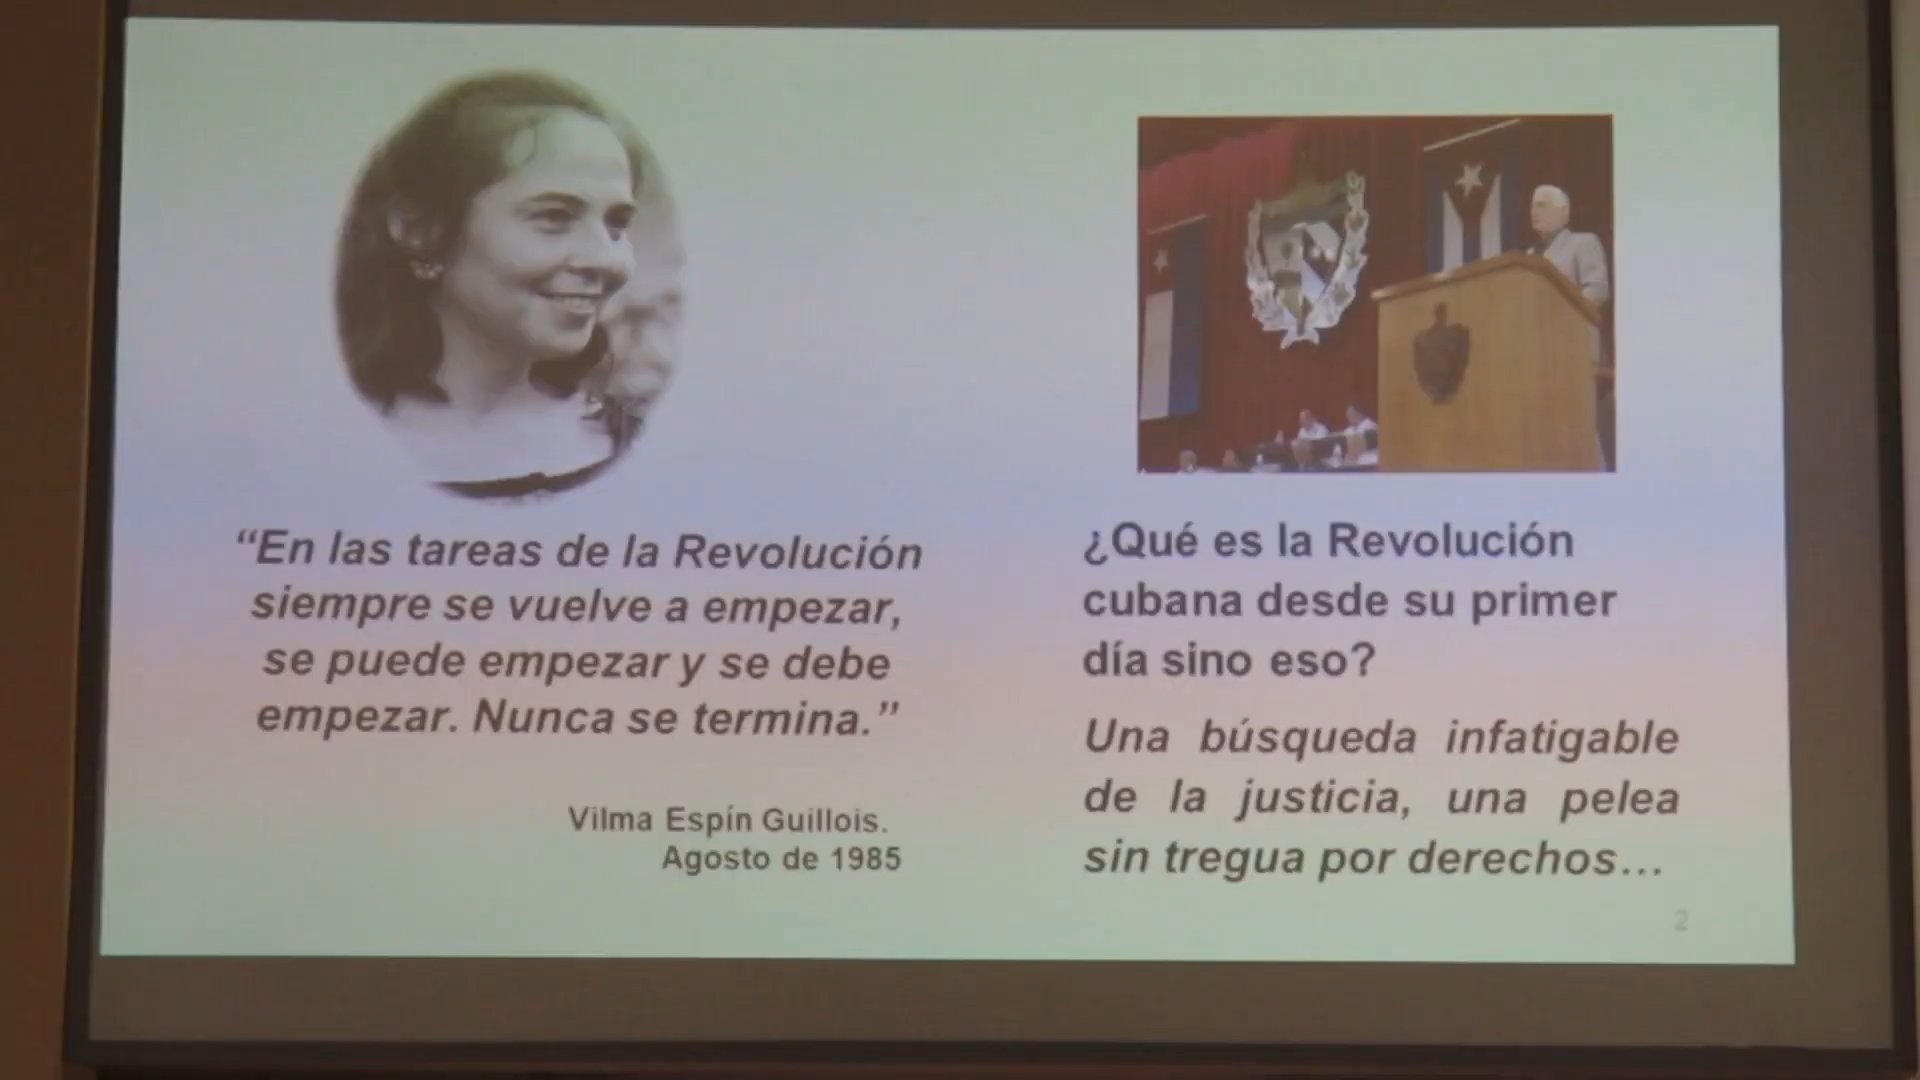 “En las tareas de la Revolución
siempre se vuelve a empezar,
se puede empezar y se debe
empezar. Nunca se termina.”
Vilma Espín Guillois.
Agosto de 1985
¿Qué es la Revolución
cubana desde su primer
día sino eso?
Una búsqueda infatigable
de la justicia, una pelea
sin tregua por derechos...
2